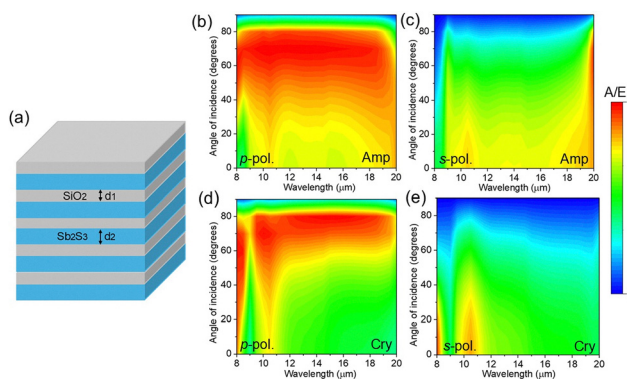 (a)
SiO2 d1
Sb2S3 d2
(b)
Angle of incidence (degrees)
80
60
40
20
0
p-pol.
Amp
8 10 12 14 16 18 20
Wavelength (μm)
(c)
Angle of incidence (degrees)
80
60
40
20
0
s-pol.
Amp
8 10 12 14 16 18 20
Wavelength (μm)
A/E
(d)
Angle of incidence (degrees)
80
60
40
20
0
p-pol.
Cry
8 10 12 14 16 18 20
Wavelength (μm)
(e)
Angle of incidence (degrees)
80
60
40
20
0
s-pol.
Cry
8 10 12 14 16 18 20
Wavelength (μm)